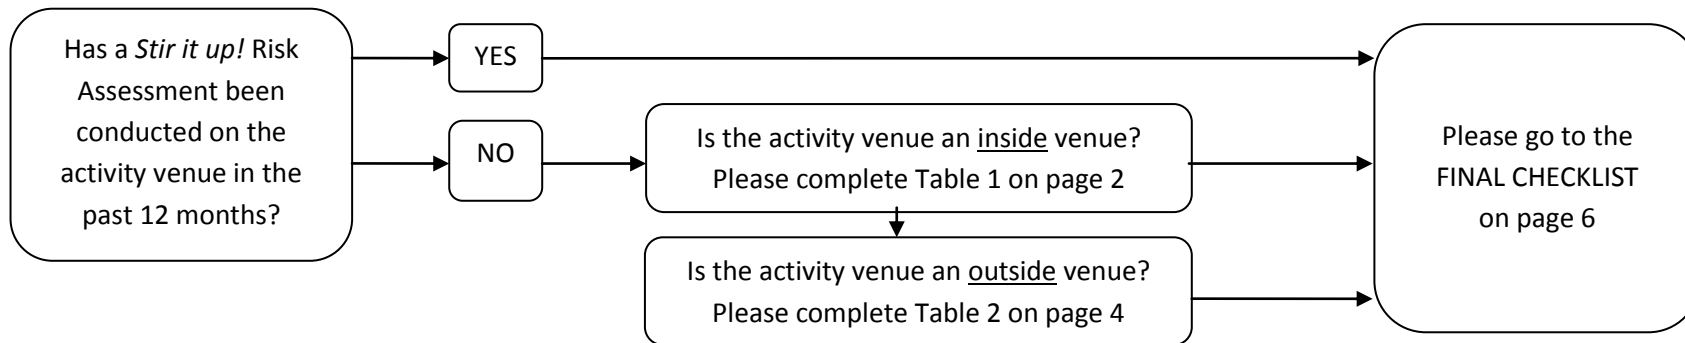 Has a Stir it up! Risk
Assessment been
conducted on the
activity venue in the
past 12 months?
YES
NO
Is the activity venue an inside venue?
Please complete Table 1 on page 2
Is the activity venue an outside venue?
Please complete Table 2 on page 4
Please go to the
FINAL CHECKLIST
on page 6